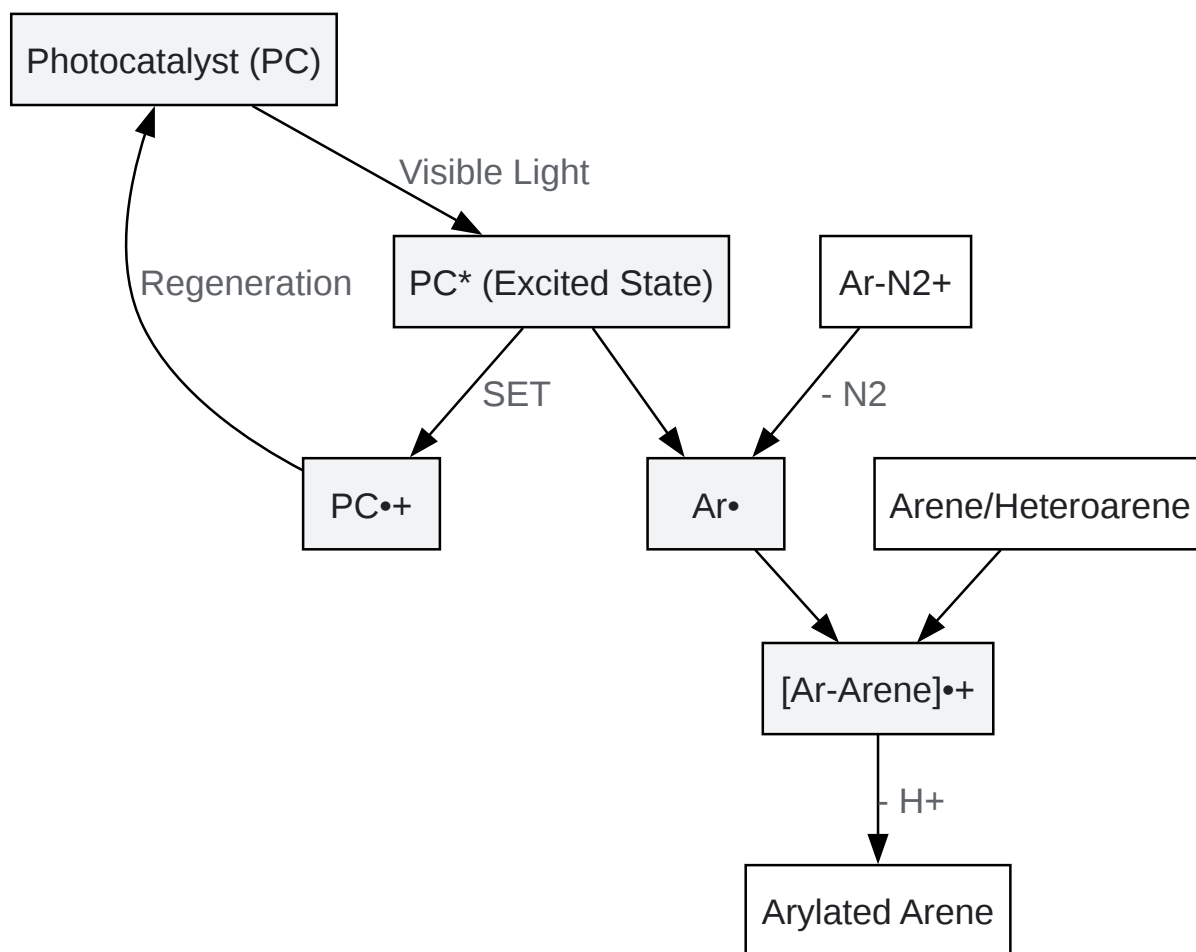 Photocatalyst (PC)
Visible Light
Regeneration
PC* (Excited State)
Ar-N2+
SET
- N2
PC•+
Ar•
Arene/Heteroarene
[Ar-Arene]•+
- H+
Arylated Arene